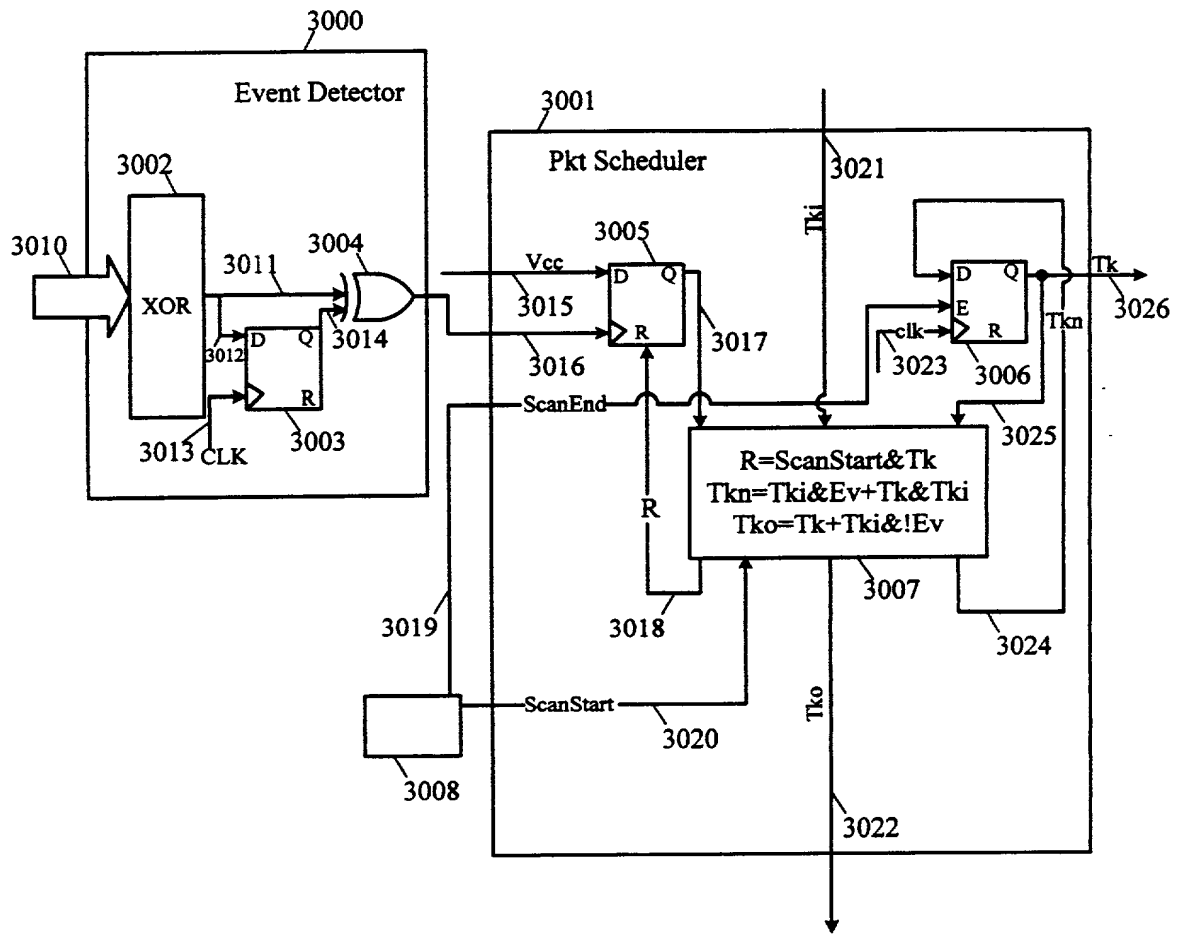 3000
Event Detector
3001
Pkt Scheduler
3002
3021
3010
3011
3004
Vcc
3005
Tki
XOR
D
Q
3015
D
Q
Tk
3012
3014
E
3026
D
Q
R
3016
3017
clk
R
Tkn
3023
3006
R
3013
CLK
3003
ScanEnd
3025
R=ScanStart&Tk
Tkn=Tki&Ev+Tk&Tki
Tko=Tk+Tki&!Ev
R
3007
3019
3018
3024
ScanStart
3020
Tko
3008
3022